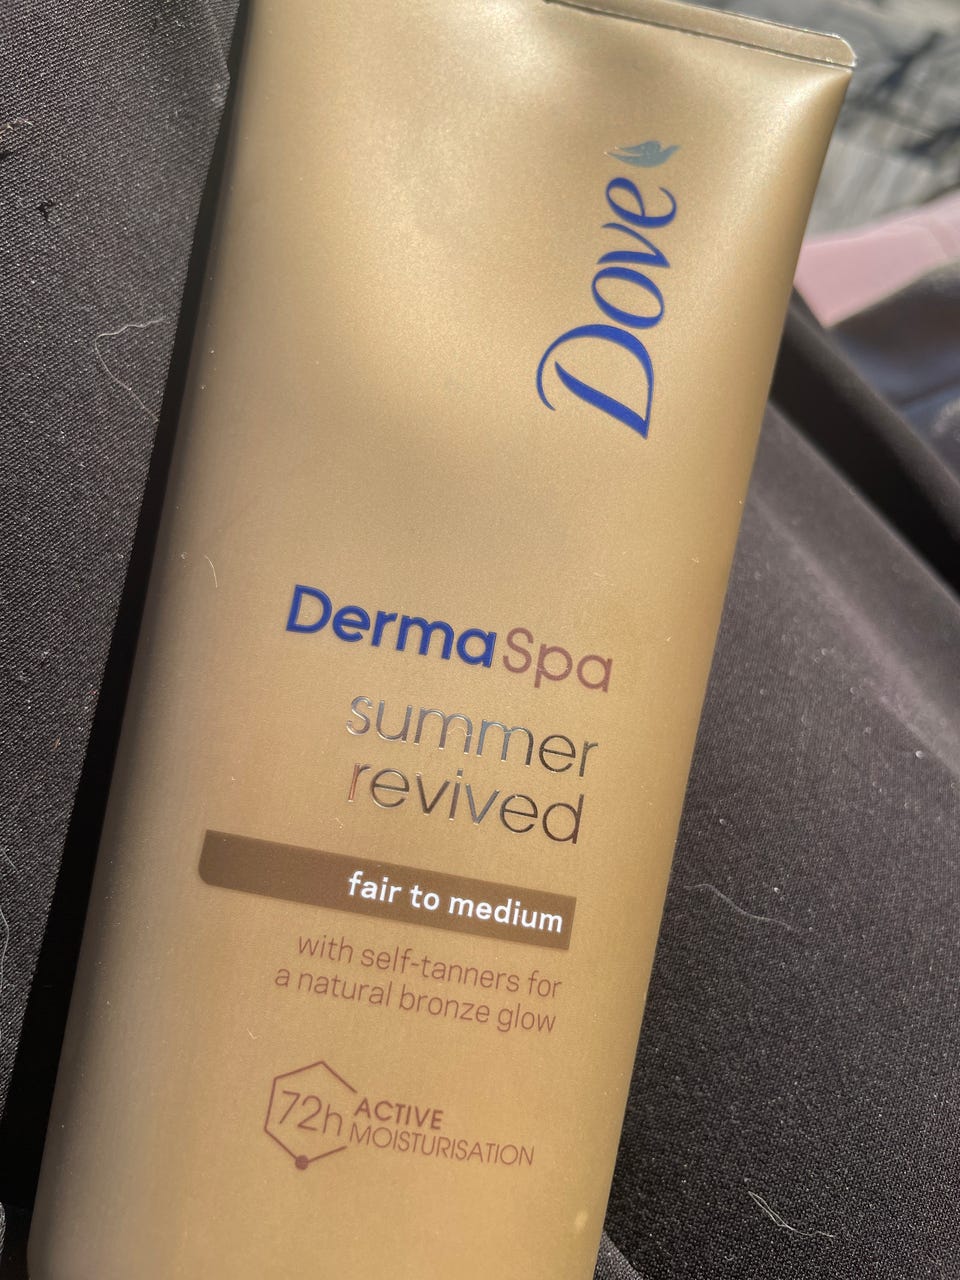 Dove
DermaSpa
summer
revived
fair to medium
with self-tanners for
a natural bronze glow
72h ACTIVE
MOISTURISATION